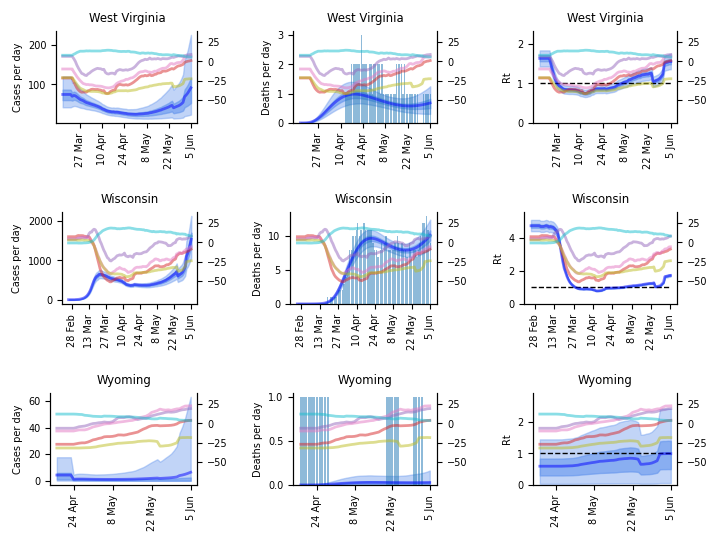 West Virginia West Virginia West Virginia
Cases per day 200 100 25 0 −50
Deaths per day 3 2 1 0 25 0 −25 −50
Rt 2 1 0 25 0 −25 −50
27 Mar 10 Apr 24 Apr 8 May 22 May 5 Jun 27 Mar 10 Apr 24 Apr 8 May 22 May 5 Jun 27 Mar 10 Apr 24 Apr 8 May 22 May 5 Jun
Wisconsin Wisconsin Wisconsin
Cases per day 2000 1000 0 25 0 −25 −50
Deaths per day 10 5 0 25 0 −25 −50
Rt 4 2 0 25 0 −25 −50
28 Feb 13 Mar 27 Mar 10 Apr 24 Apr 8 May 22 May 5 Jun 28 Feb 13 Mar 27 Mar 10 Apr 24 Apr 8 May 22 May 5 Jun 28 Feb 13 Mar 27 Mar 10 Apr 24 Apr 8 May 22 May 5 Jun
Wyoming Wyoming Wyoming
Cases per day 60 40 20 0 25 0 −25 −50
Deaths per day 1.0 0.5 0.0 25 0 −25 −50
Rt 2 1 0 25 0 −25 −50
24 Apr 8 May 22 May 5 Jun 24 Apr 8 May 22 May 5 Jun 24 Apr 8 May 22 May 5 Jun